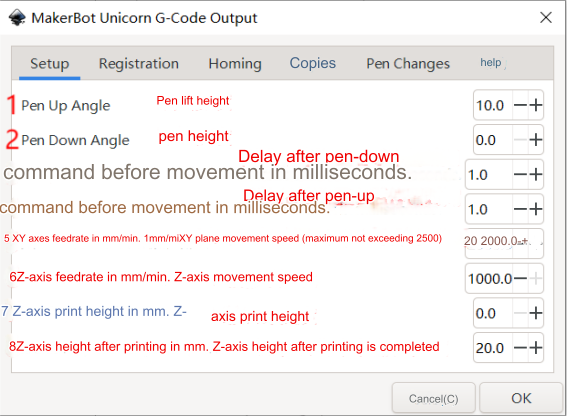 MakerBot Unicorn G-Code Output
Setup Registration Homing Copies Pen Changes help
1 Pen Up Angle Pen lift height 10.0
2 Pen Down Angle pen height 0.0
Delay after pen-down
command before movement in milliseconds. 1.0
Delay after pen-up
command before movement in milliseconds. 1.0
5 XY axes feedrate in mm/min. 1mm/miXY plane movement speed (maximum not exceeding 2500) 20 2000.0
6Z-axis feedrate in mm/min. Z-axis movement speed 1000.0
7 Z-axis print height in mm. Z- axis print height 0.0
8Z-axis height after printing in mm. Z-axis height after printing is completed 20.0
Cancel(C) OK